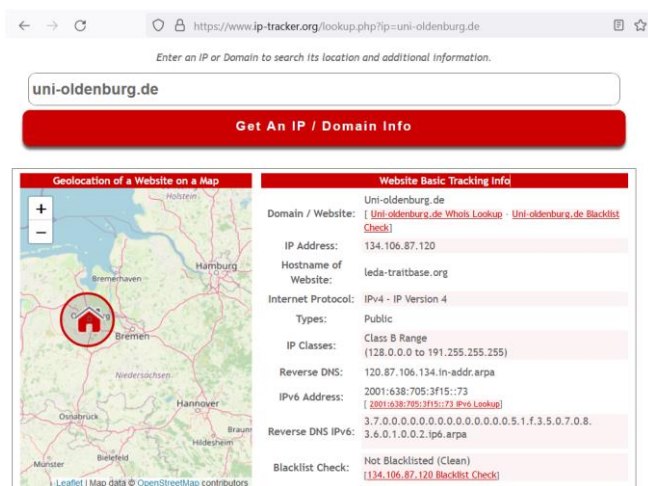 https://www.ip-tracker.org/lookup.php?ip=uni-oldenburg.de
Enter an IP or Domain to search its location and additional information.
uni-oldenburg.de
Get An IP / Domain Info
Geolocation of a Website on a Map
+
−
Holstein
Hamburg
Bremerhaven
Bremen
Niedersachsen
Hannover
Osnabrück
Braun
Hildesheim
Bielefeld
Münster
Leaflet | Map data © OpenStreetMap contributors
Website Basic Tracking Info
Domain / Website: Uni-oldenburg.de
[ Uni-oldenburg.de Whois Lookup - Uni-oldenburg.de Blacklist
Check]
IP Address: 134.106.87.120
Hostname of
Website: leda-traitbase.org
Internet Protocol: IPv4 - IP Version 4
Types: Public
IP Classes: Class B Range
(128.0.0.0 to 191.255.255.255)
Reverse DNS: 120.87.106.134.in-addr.arpa
IPv6 Address: 2001:638:705:3f15::73
[ 2001:638:705:3f15::73 IPv6 Lookup]
Reverse DNS IPv6: 3.7.0.0.0.0.0.0.0.0.0.0.0.0.0.0.5.1.f.3.5.0.7.0.8.
3.6.0.1.0.0.2.ip6.arpa
Blacklist Check: Not Blacklisted (Clean)
[134.106.87.120 Blacklist Check]